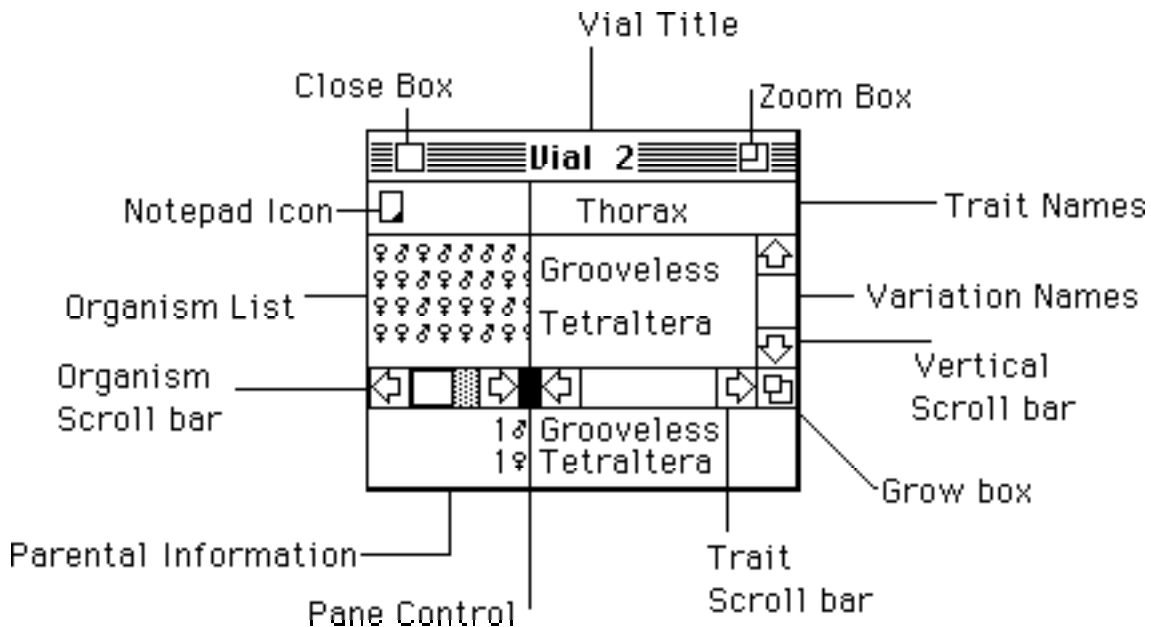 Vial Title
Close Box
Zoom Box
Vial 2
Notepad Icon
Thorax
Trait Names
♀♂♀♂♂♂♂
Organism List
♀♀♂♂♂♂♀
Grooveless
Variation Names
♀♀♂♀♀♀♂
Tetraltera
♀♀♂♀♂♂♀
Organism
Scroll bar
Vertical
Scroll bar
1♂ Grooveless
1♀ Tetraltera
Grow box
Parental Information
Trait
Scroll bar
Pane Control